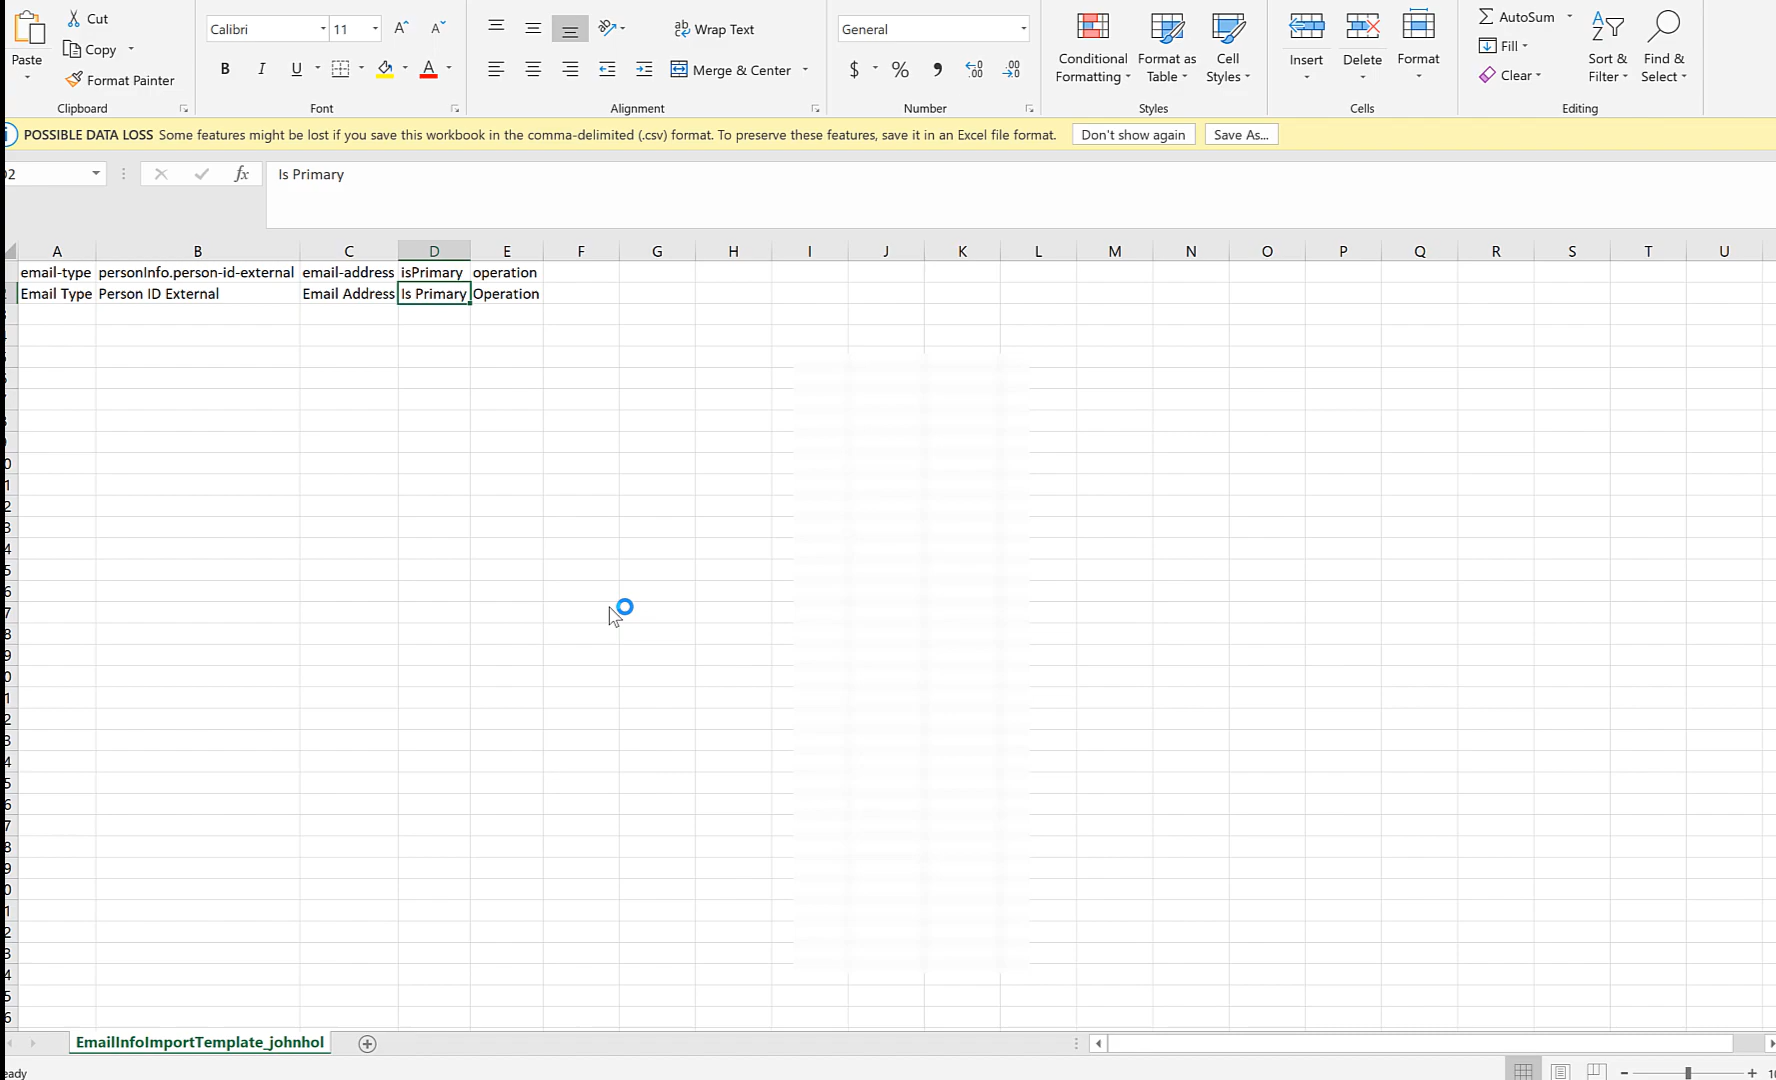 Cut
Copy
Paste
Format Painter
Clipboard
Calibri 11
B I U
Font
Wrap Text
Merge & Center
Alignment
General
$ %
Number
Conditional Formatting
Format as Table
Cell Styles
Styles
Insert
Delete
Format
Cells
AutoSum
Fill
Clear
Sort & Filter
Find & Select
Editing
POSSIBLE DATA LOSS Some features might be lost if you save this workbook in the comma-delimited (.csv) format. To preserve these features, save it in an Excel file format. Don't show again Save As...
fx Is Primary
A B C D E F G H I J K L M N O P Q R S T U
email-type personInfo.person-id-external email-address isPrimary operation
Email Type Person ID External Email Address Is Primary Operation
EmailInfoImportTemplate_johnhol